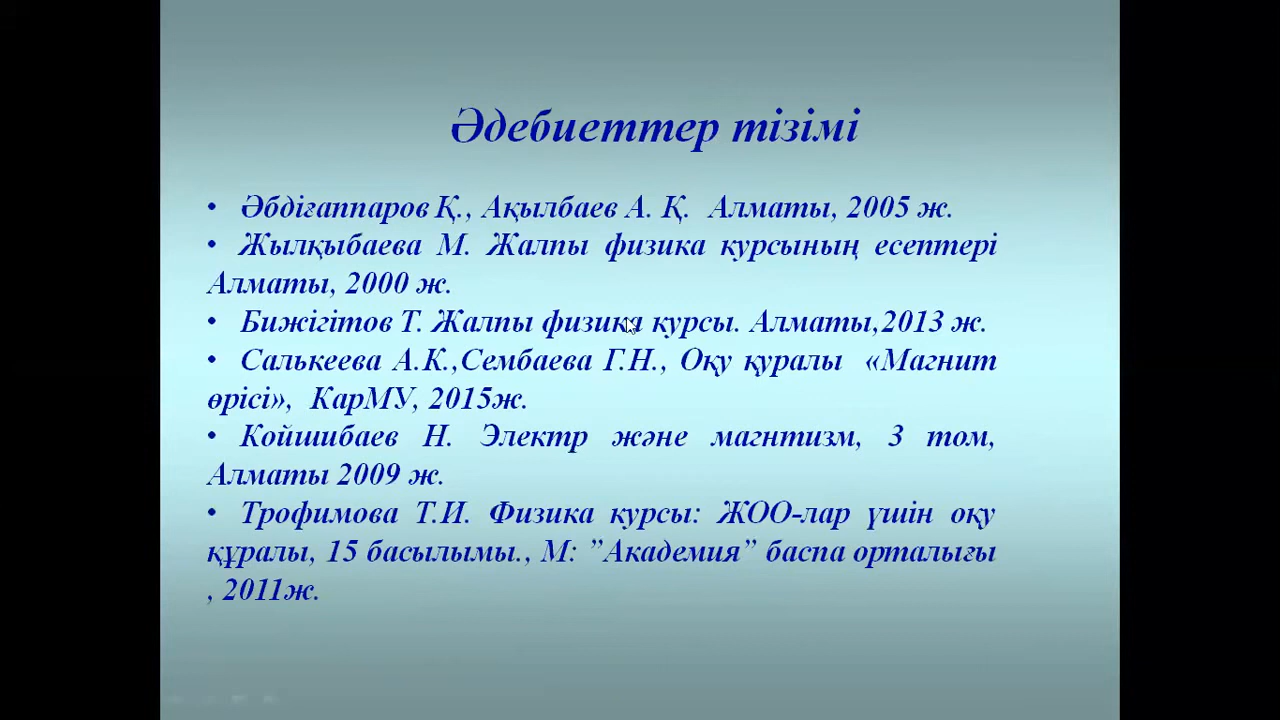 Әдебиеттер тізімі
• Әбдіғаппаров Қ., Ақылбаев А. Қ. Алматы, 2005 ж.
• Жылқыбаева М. Жалпы физика курсының есептері
Алматы, 2000 ж.
• Бижігітов Т. Жалпы физика курсы. Алматы,2013 ж.
• Салькеева А.К.,Сембаева Г.Н., Оқу құралы «Магнит
өрісі», КарМУ, 2015ж.
• Койшибаев Н. Электр және магнтизм, 3 том,
Алматы 2009 ж.
• Трофимова Т.И. Физика курсы: ЖОО-лар үшін оқу
құралы, 15 басылымы., М: ”Академия” баспа орталығы
, 2011ж.